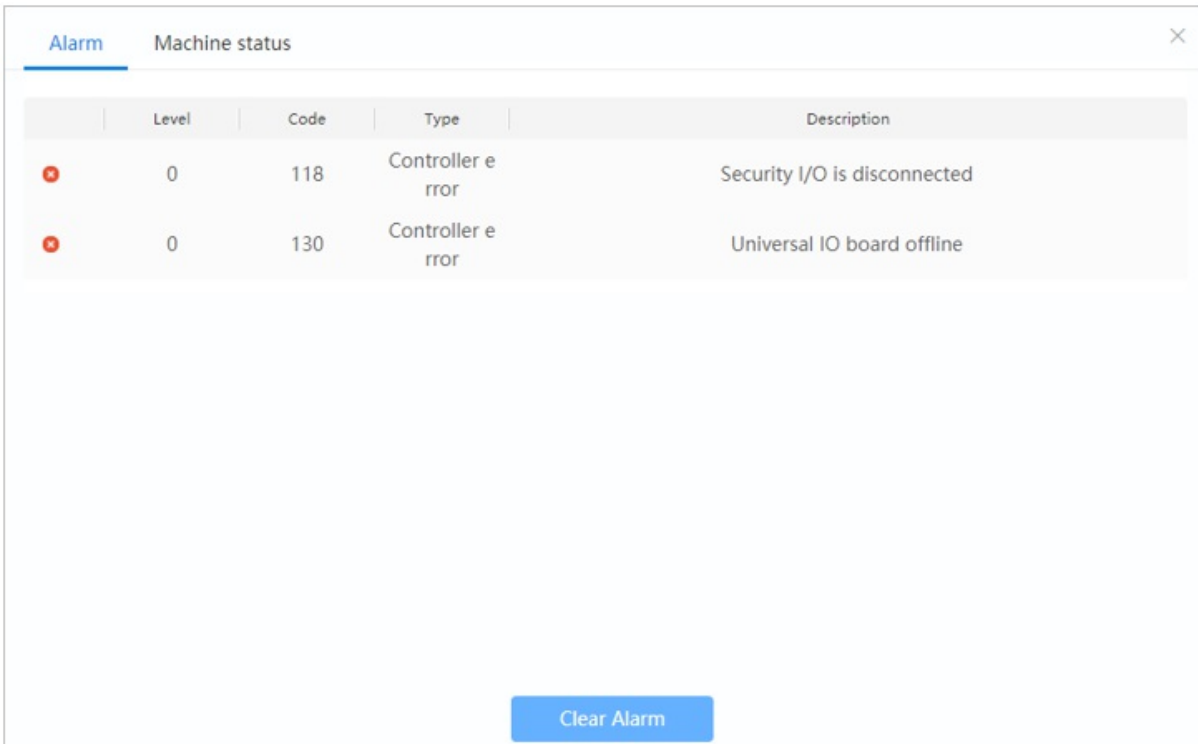 Alarm Machine status
Level Code Type Description
0 118 Controller e
rror Security I/O is disconnected
0 130 Controller e
rror Universal IO board offline
Clear Alarm